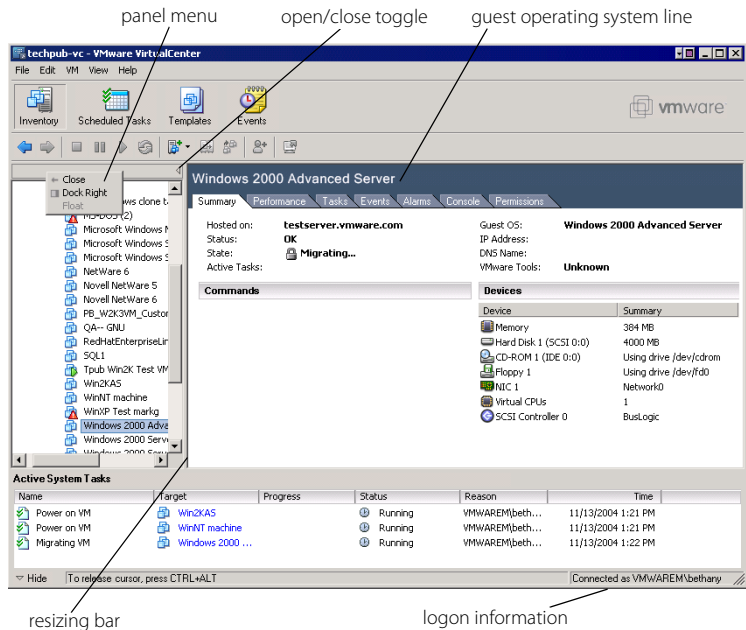 panel menu open/close toggle guest operating system line
techpub-vc - VMware VirtualCenter
File Edit VM View Help
Inventory Scheduled Tasks Templates Events
vmware
Close
Dock Right
Float
Windows 2000 Advanced Server
Summary Performance Tasks Events Alarms Console Permissions
ws clone t
MS-DOS (2)
Microsoft Windows
Microsoft Windows S
Microsoft Windows S
NetWare 6
Novell NetWare 5
Novell NetWare 6
PB_W2K3VM_Custor
QA-- GNU
RedHatEnterpriseLin
SQL1
Tpub Win2K Test VM
Win2KAS
WinNT machine
WinXP Test markg
Windows 2000 Adva
Windows 2000 Serve
Windows 2000 Serve
Hosted on: testserver.vmware.com
Status: OK
State: Migrating...
Active Tasks:
Guest OS: Windows 2000 Advanced Server
IP Address:
DNS Name:
VMware Tools: Unknown
Commands
Devices
Device Summary
Memory 384 MB
Hard Disk 1 (SCSI 0:0) 4000 MB
CD-ROM 1 (IDE 0:0) Using drive /dev/cdrom
Floppy 1 Using drive /dev/fd0
NIC 1 Network0
Virtual CPUs 1
SCSI Controller 0 BusLogic
Active System Tasks
Name Target Progress Status Reason Time
Power on VM Win2KAS Running VMWAREM\beth... 11/13/2004 1:21 PM
Power on VM WinNT machine Running VMWAREM\beth... 11/13/2004 1:21 PM
Migrating VM Windows 2000 ... Running VMWAREM\beth... 11/13/2004 1:22 PM
Hide To release cursor, press CTRL+ALT Connected as VMWAREM\bethany
resizing bar logon information